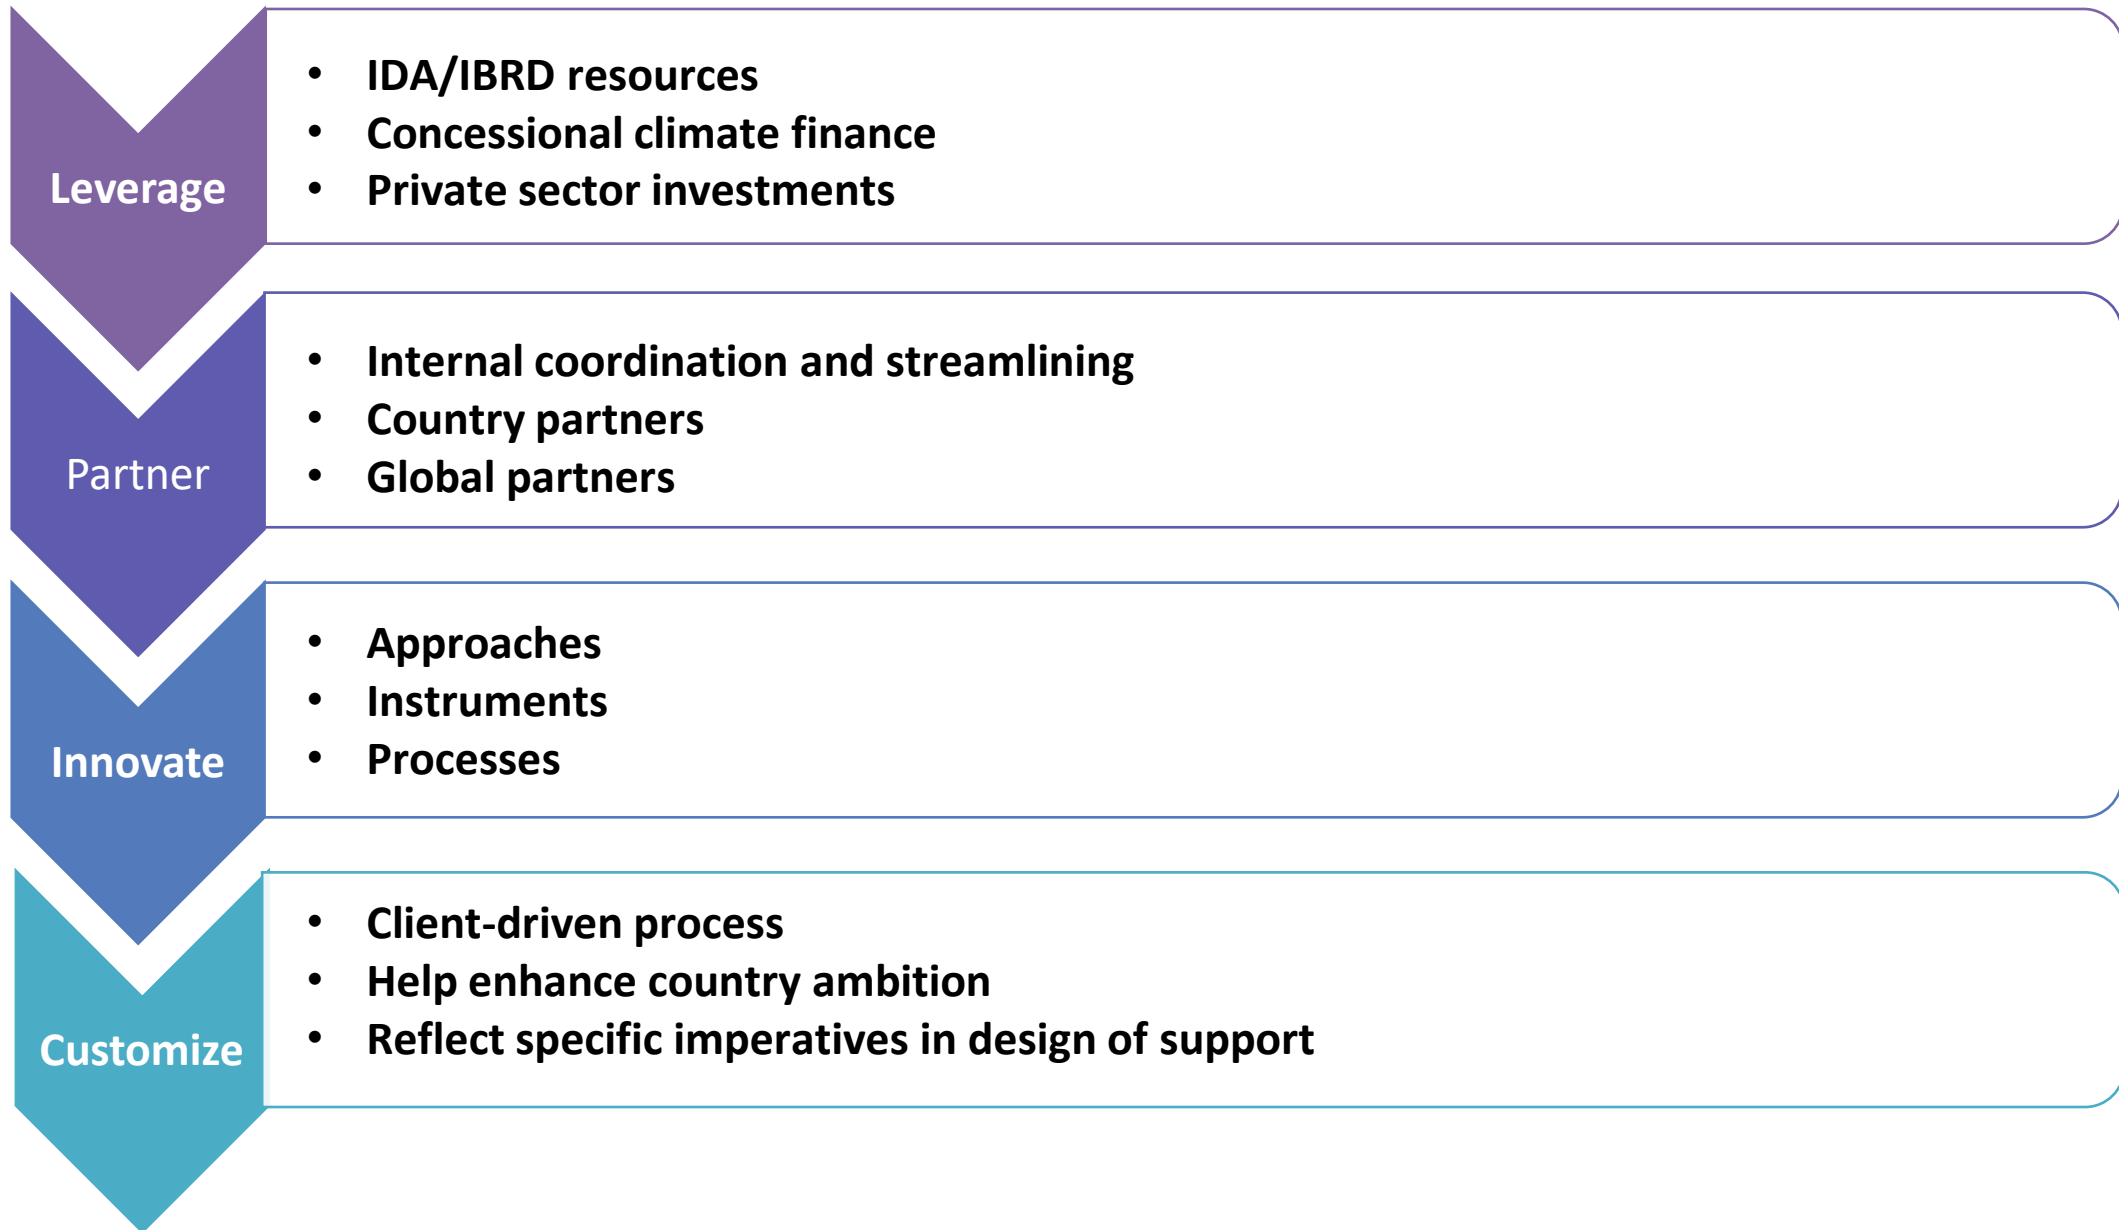 Leverage
• IDA/IBRD resources
• Concessional climate finance
• Private sector investments
Partner
• Internal coordination and streamlining
• Country partners
• Global partners
Innovate
• Approaches
• Instruments
• Processes
Customize
• Client-driven process
• Help enhance country ambition
• Reflect specific imperatives in design of support